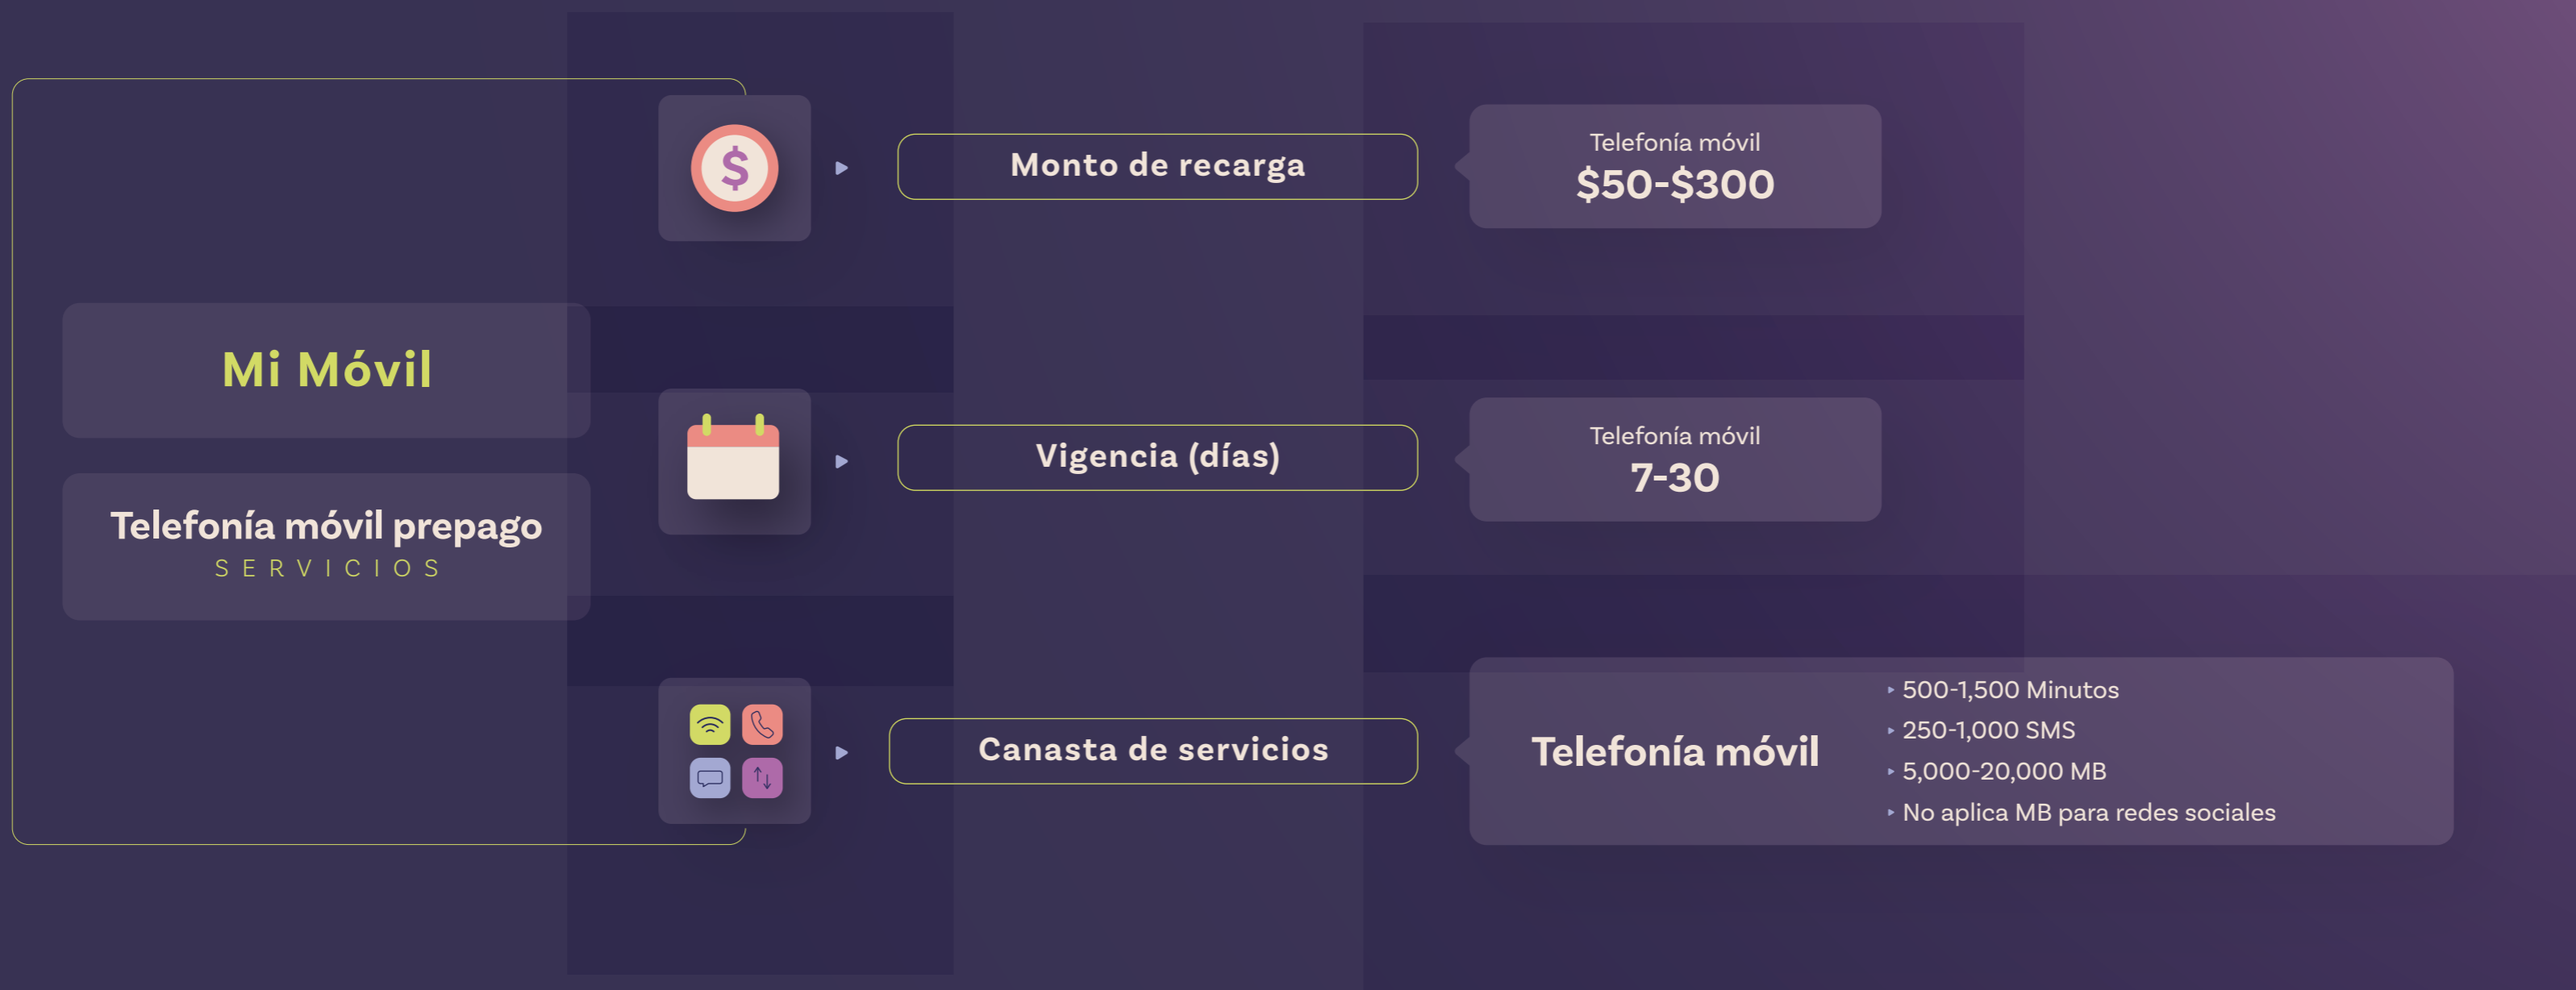 Mi Móvil
Telefonía móvil prepago
SERVICIOS
$
Monto de recarga
Telefonía móvil
$50-$300
Vigencia (días)
Telefonía móvil
7-30
Canasta de servicios
Telefonía móvil
500-1,500 Minutos
250-1,000 SMS
5,000-20,000 MB
No aplica MB para redes sociales